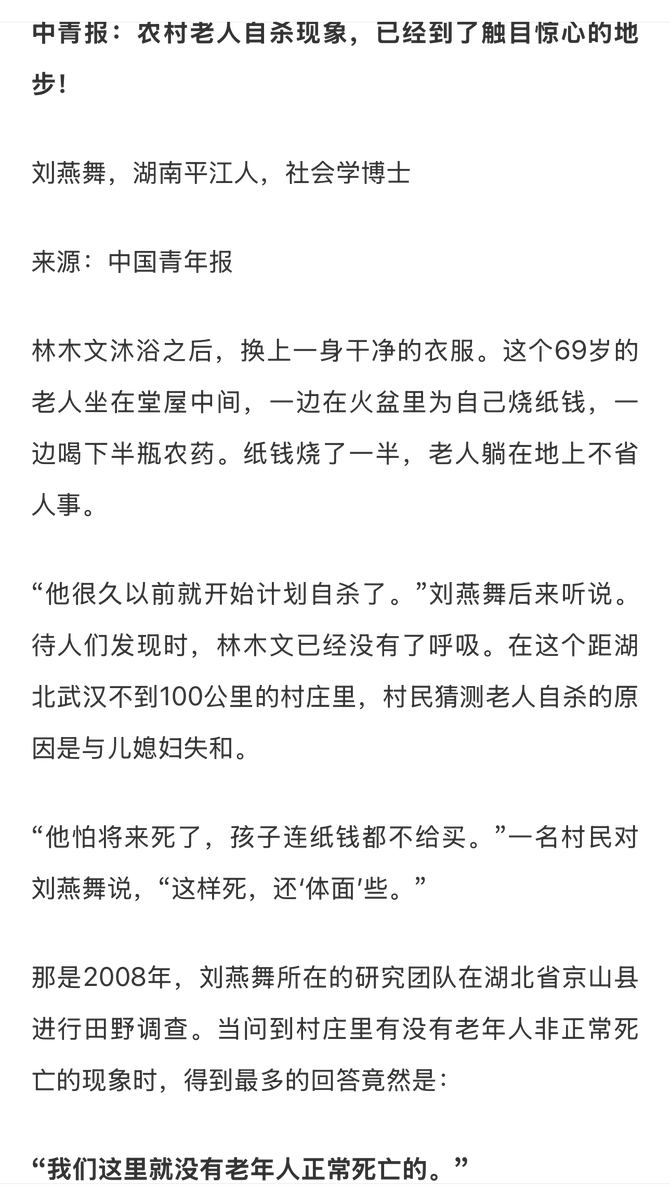 中青报：农村老人自杀现象，已经到了触目惊心的地
步！
刘燕舞，湖南平江人，社会学博士
来源：中国青年报
林木文沐浴之后，换上一身干净的衣服。这个69岁的
老人坐在堂屋中间，一边在火盆里为自己烧纸钱，一
边喝下半瓶农药。纸钱烧了一半，老人躺在地上不省
人事。
“他很久以前就开始计划自杀了。”刘燕舞后来听说。
待人们发现时，林木文已经没有了呼吸。在这个距湖
北武汉不到100公里的村庄里，村民猜测老人自杀的原
因是与儿媳妇失和。
“他怕将来死了，孩子连纸钱都不给买。”一名村民对
刘燕舞说，“这样死，还‘体面’些。”
那是2008年，刘燕舞所在的研究团队在湖北省京山县
进行田野调查。当问到村庄里有没有老年人非正常死
亡的现象时，得到最多的回答竟然是：
“我们这里就没有老年人正常死亡的。”